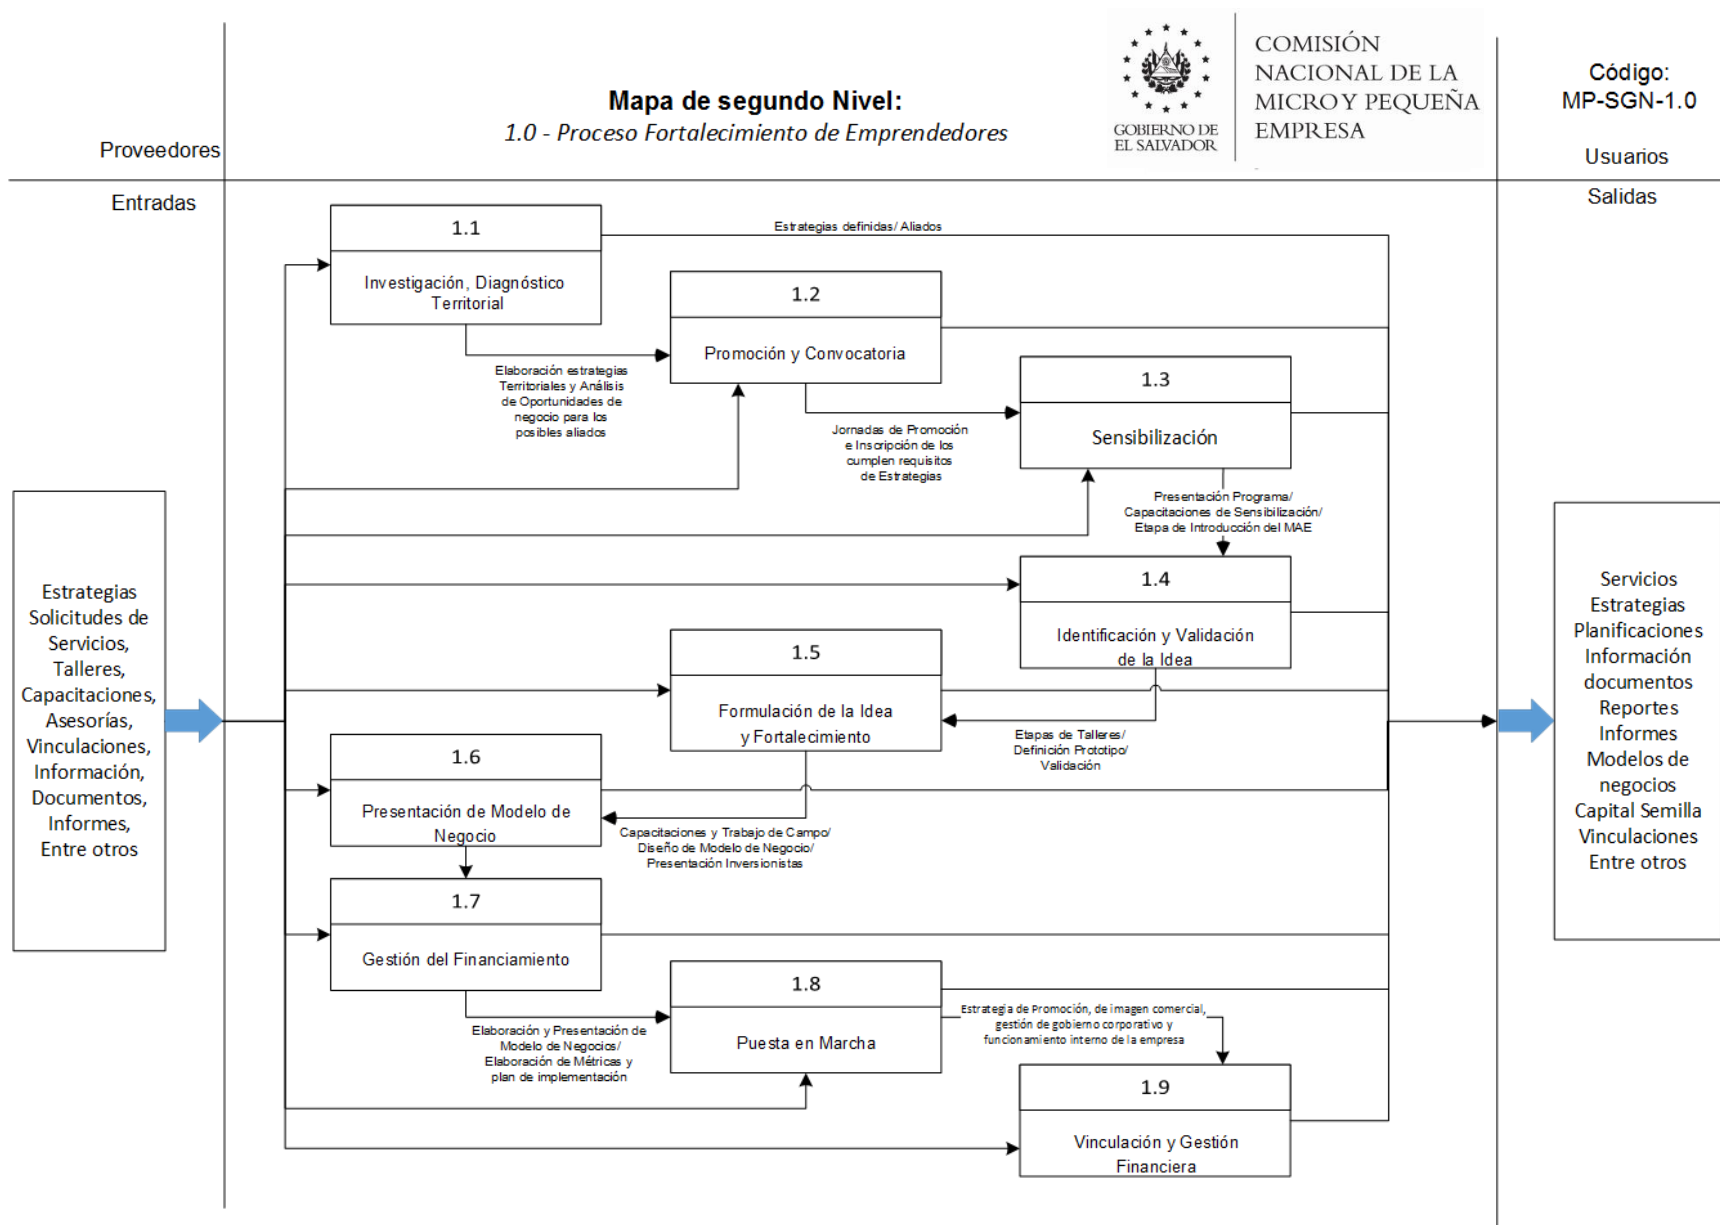 Mapa de segundo Nivel:
1.0 - Proceso Fortalecimiento de Emprendedores
GOBIERNO DE
EL SALVADOR
COMISIÓN
NACIONAL DE LA
MICRO Y PEQUEÑA
EMPRESA
Código:
MP-SGN-1.0
Proveedores
Usuarios
Entradas
Salidas
Estrategias
Solicitudes de
Servicios,
Talleres,
Capacitaciones,
Asesorías,
Vinculaciones,
Información,
Documentos,
Informes,
Entre otros
1.1
Investigación, Diagnóstico
Territorial
Estrategias definidas/ Aliados
Elaboración estrategias
Territoriales y Análisis
de Oportunidades de
negocio para los
posibles aliados
1.2
Promoción y Convocatoria
Jornadas de Promoción
e Inscripción de los
cumplen requisitos
de Estrategias
1.3
Sensibilización
Presentación Programa/
Capacitaciones de Sensibilización/
Etapa de Introducción del MAE
1.4
Identificación y Validación
de la Idea
Etapas de Talleres/
Definición Prototipo/
Validación
1.5
Formulación de la Idea
y Fortalecimiento
Capacitaciones y Trabajo de Campo/
Diseño de Modelo de Negocio/
Presentación Inversionistas
1.6
Presentación de Modelo de
Negocio
1.7
Gestión del Financiamiento
Elaboración y Presentación de
Modelo de Negocios/
Elaboración de Métricas y
plan de implementación
1.8
Puesta en Marcha
Estrategia de Promoción, de imagen comercial,
gestión de gobierno corporativo y
funcionamiento interno de la empresa
1.9
Vinculación y Gestión
Financiera
Servicios
Estrategias
Planificaciones
Información
documentos
Reportes
Informes
Modelos de
negocios
Capital Semilla
Vinculaciones
Entre otros